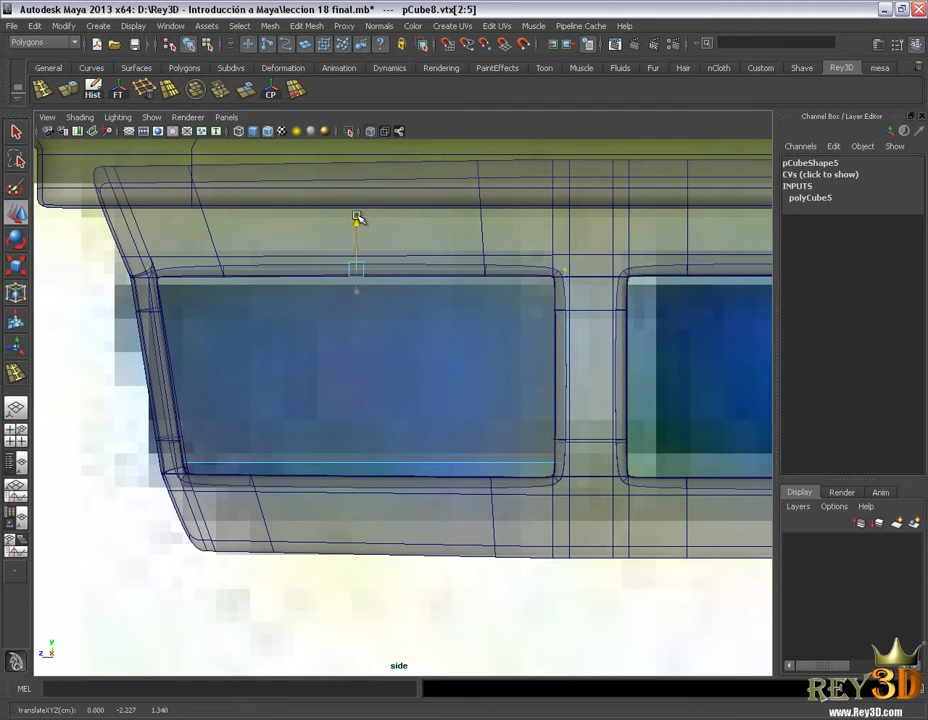 Autodesk Maya 2013 x64: D:\Rey3D - Introducción a Maya\leccion 18 final.mb* --- pCube8.vtx[2:5]
File Edit Modify Create Display Window Assets Select Mesh Edit Mesh Proxy Normals Color Create UVs Edit UVs Muscle Pipeline Cache Help
Polygons
General Curves Surfaces Polygons Subdivs Deformation Animation Dynamics Rendering PaintEffects Toon Muscle Fluids Fur Hair nCloth Custom Shave Rey3D mesa
Hist FT CP
View Shading Lighting Show Renderer Panels
Channel Box / Layer Editor
Channels Edit Object Show
pCubeShape5
CVs (click to show)
INPUTS
polyCube5
Display Render Anim
Layers Options Help
y
z x
side
MEL
translateXYZ(cm): 0.000 -2.227 1.340
REY3D
www.Rey3D.com